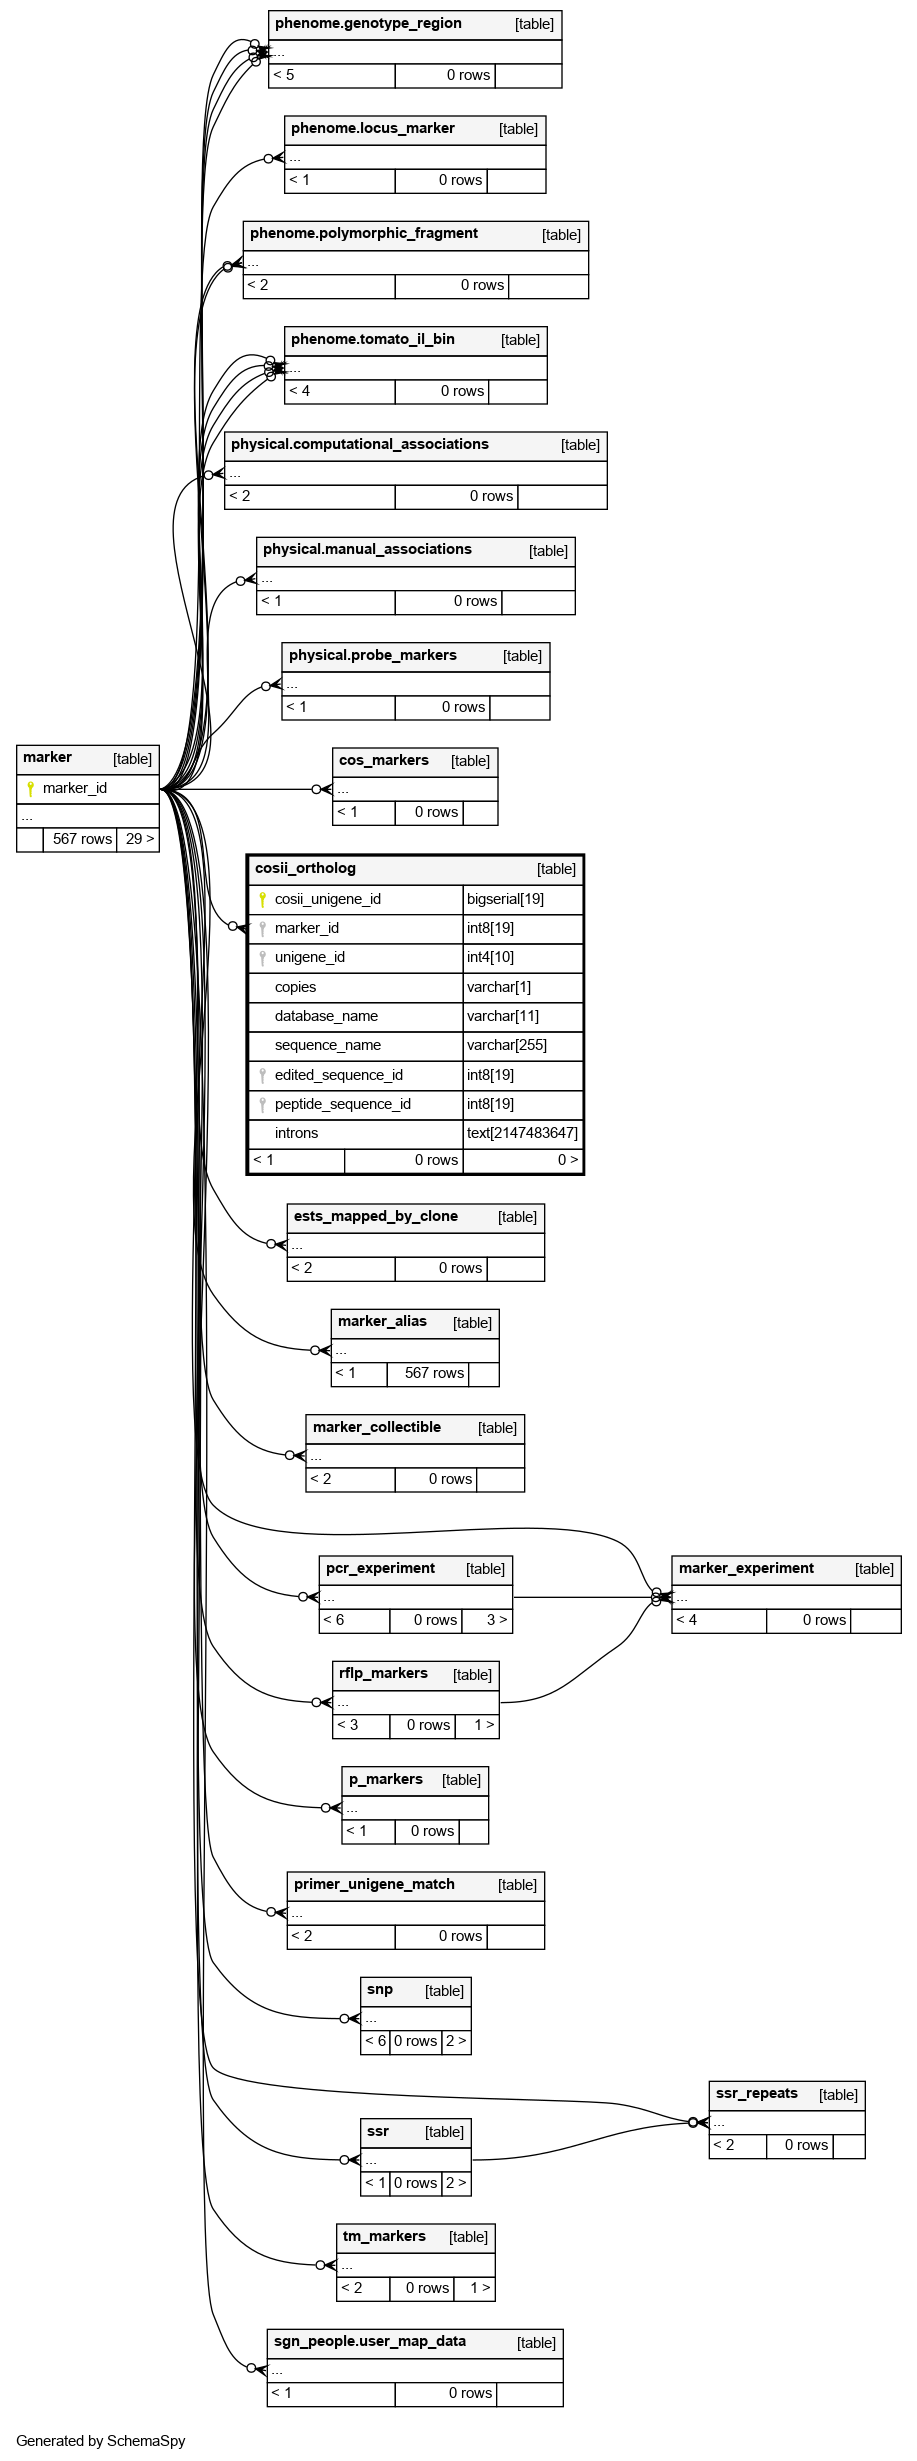 phenome.genotype_region [table]
...
< 5 0 rows
phenome.locus_marker [table]
...
< 1 0 rows
phenome.polymorphic_fragment [table]
...
< 2 0 rows
phenome.tomato_il_bin [table]
...
< 4 0 rows
physical.computational_associations [table]
...
< 2 0 rows
physical.manual_associations [table]
...
< 1 0 rows
physical.probe_markers [table]
...
< 1 0 rows
marker [table]
marker_id
...
567 rows 29 >
cos_markers [table]
...
< 1 0 rows
cosii_ortholog [table]
cosii_unigene_id bigserial[19]
marker_id int8[19]
unigene_id int4[10]
copies varchar[1]
database_name varchar[11]
sequence_name varchar[255]
edited_sequence_id int8[19]
peptide_sequence_id int8[19]
introns text[2147483647]
< 1 0 rows 0 >
ests_mapped_by_clone [table]
...
< 2 0 rows
marker_alias [table]
...
< 1 567 rows
marker_collectible [table]
...
< 2 0 rows
pcr_experiment [table]
...
< 6 0 rows 3 >
marker_experiment [table]
...
< 4 0 rows
rflp_markers [table]
...
< 3 0 rows 1 >
p_markers [table]
...
< 1 0 rows
primer_unigene_match [table]
...
< 2 0 rows
snp [table]
...
< 6 0 rows 2 >
ssr_repeats [table]
...
< 2 0 rows
ssr [table]
...
< 1 0 rows 2 >
tm_markers [table]
...
< 2 0 rows 1 >
sgn_people.user_map_data [table]
...
< 1 0 rows
Generated by SchemaSpy